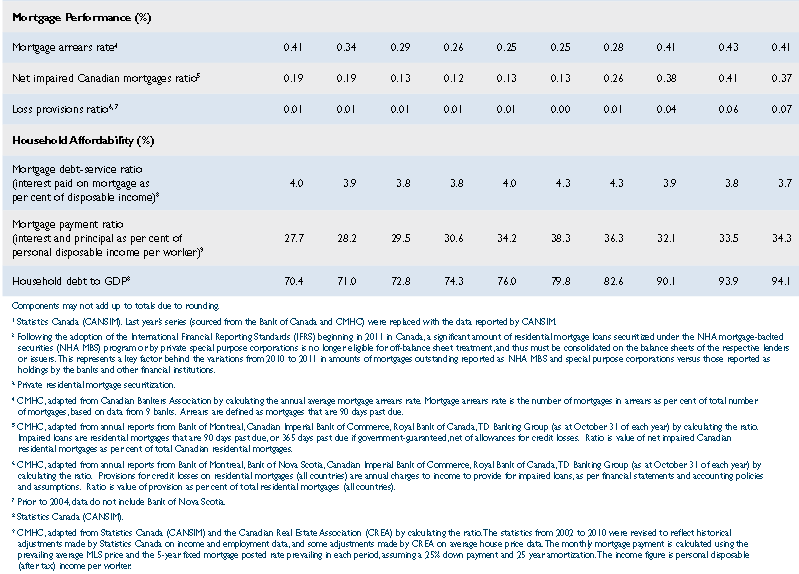 Mortgage Performance (%)
Mortgage arrears rate⁴ 0.41 0.34 0.29 0.26 0.25 0.25 0.28 0.41 0.43 0.41
Net impaired Canadian mortgages ratio⁵ 0.19 0.19 0.13 0.12 0.13 0.13 0.26 0.38 0.41 0.37
Loss provisions ratio⁶,⁷ 0.01 0.01 0.01 0.01 0.01 0.00 0.01 0.04 0.06 0.07
Household Affordability (%)
Mortgage debt-service ratio
(interest paid on mortgage as
per cent of disposable income)⁸ 4.0 3.9 3.8 3.8 4.0 4.3 4.3 3.9 3.8 3.7
Mortgage payment ratio
(interest and principal as per cent of
personal disposable income per worker)⁹ 27.7 28.2 29.5 30.6 34.2 38.3 36.3 32.1 33.5 34.3
Household debt to GDP⁸ 70.4 71.0 72.8 74.3 76.0 79.8 82.6 90.1 93.9 94.1
Components may not add up to totals due to rounding.
¹ Statistics Canada (CANSIM). Last year's series (sourced from the Bank of Canada and CMHC) were replaced with the data reported by CANSIM.
² Following the adoption of the International Financial Reporting Standards (IFRS) beginning in 2011 in Canada, a significant amount of residential mortgage loans securitized under the NHA mortgage-backed
securities (NHA MBS) program or by private special purpose corporations is no longer eligible for off-balance sheet treatment, and thus must be consolidated on the balance sheets of the respective lenders
or issuers. This represents a key factor behind the variations from 2010 to 2011 in amounts of mortgages outstanding reported as NHA MBS and special purpose corporations versus those reported as
holdings by the banks and other financial institutions.
³ Private residential mortgage securitization.
⁴ CMHC, adapted from Canadian Bankers Association by calculating the annual average mortgage arrears rate. Mortgage arrears rate is the number of mortgages in arrears as per cent of total number
of mortgages, based on data from 9 banks. Arrears are defined as mortgages that are 90 days past due.
⁵ CMHC, adapted from annual reports from Bank of Montreal, Canadian Imperial Bank of Commerce, Royal Bank of Canada, TD Banking Group (as at October 31 of each year) by calculating the ratio.
Impaired loans are residential mortgages that are 90 days past due, or 365 days past due if government-guaranteed, net of allowances for credit losses. Ratio is value of net impaired Canadian
residential mortgages as per cent of total Canadian residential mortgages.
⁶ CMHC, adapted from annual reports from Bank of Montreal, Bank of Nova Scotia, Canadian Imperial Bank of Commerce, Royal Bank of Canada, TD Banking Group (as at October 31 of each year) by
calculating the ratio. Provisions for credit losses on residential mortgages (all countries) are annual charges to income to provide for impaired loans, as per financial statements and accounting policies
and assumptions. Ratio is value of provision as per cent of total residential mortgages (all countries).
⁷ Prior to 2004, data do not include Bank of Nova Scotia.
⁸ Statistics Canada (CANSIM).
⁹ CMHC, adapted from Statistics Canada (CANSIM) and the Canadian Real Estate Association (CREA) by calculating the ratio. The statistics from 2002 to 2010 were revised to reflect historical
adjustments made by Statistics Canada on income and employment data, and some adjustments made by CREA on average house price data. The monthly mortgage payment is calculated using the
prevailing average MLS price and the 5-year fixed mortgage posted rate prevailing in each period, assuming a 25% down payment and 25 year amortization. The income figure is personal disposable
(after tax) income per worker.